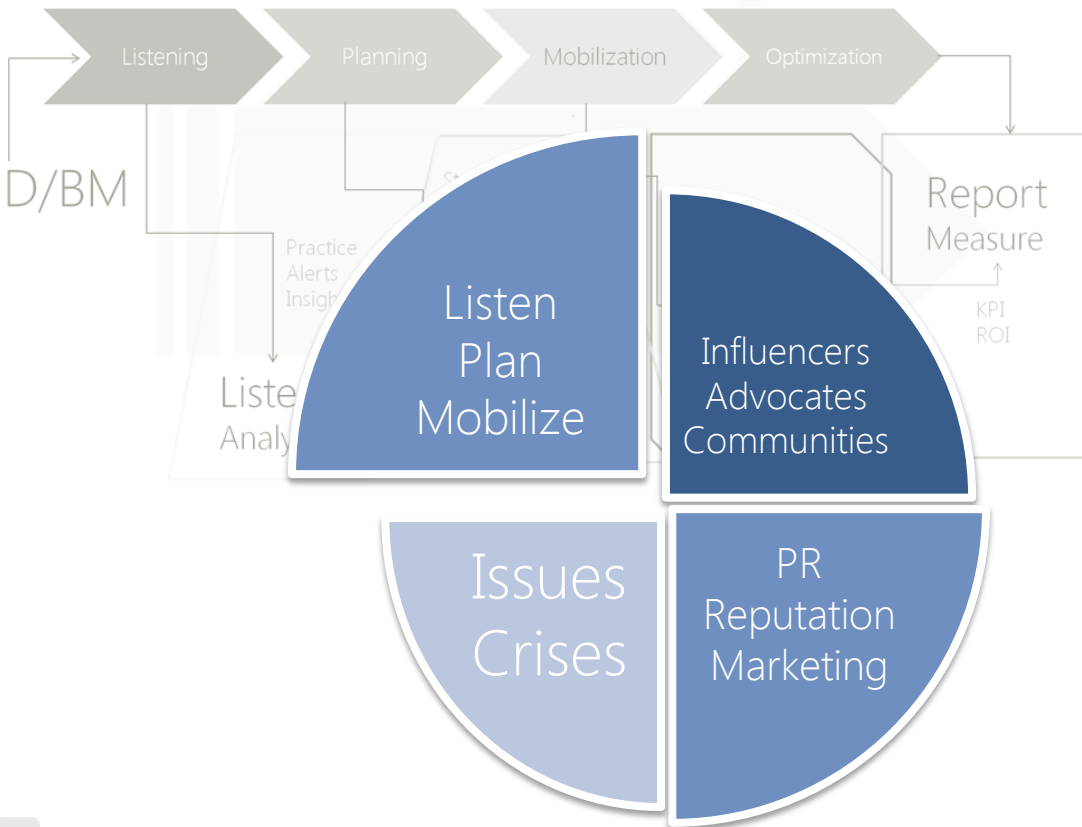 Listening
Planning
Mobilization
Optimization
D/BM
Report
Measure
KPI
ROI
Practice
Alerts
Listen
Plan
Mobilize
Influencers
Advocates
Communities
Issues
Crises
PR
Reputation
Marketing